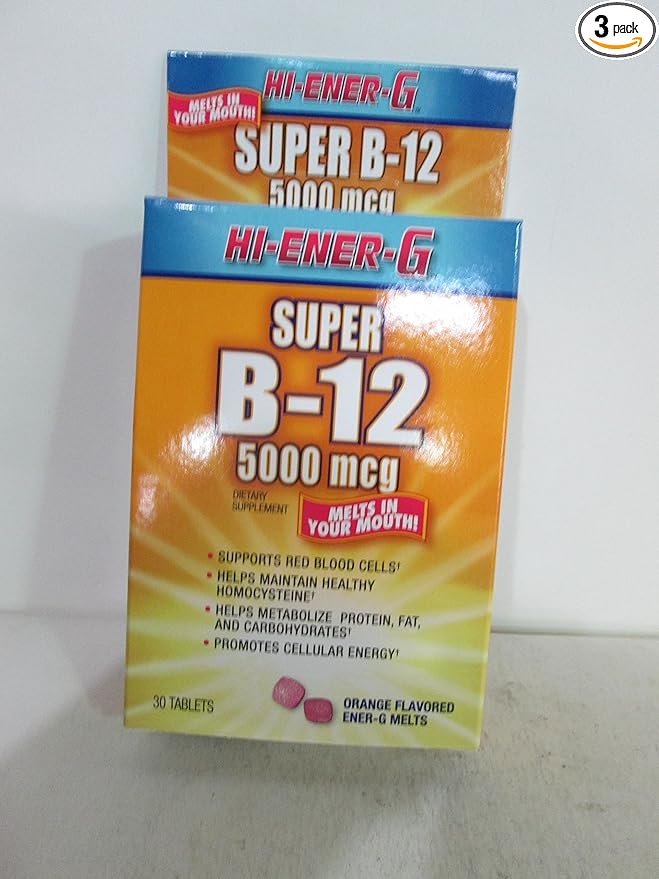 3
pack
HI-ENER-G
MELTS IN
YOUR MOUTH!
SUPER B-12
5000 mcg
HI-ENER-G
SUPER
B-12
5000 mcg
DIETARY
SUPPLEMENT
MELTS IN
YOUR MOUTH!
• SUPPORTS RED BLOOD CELLS†
• HELPS MAINTAIN HEALTHY
HOMOCYSTEINE†
• HELPS METABOLIZE PROTEIN, FAT,
AND CARBOHYDRATES†
• PROMOTES CELLULAR ENERGY†
30 TABLETS
ORANGE FLAVORED
ENER-G MELTS